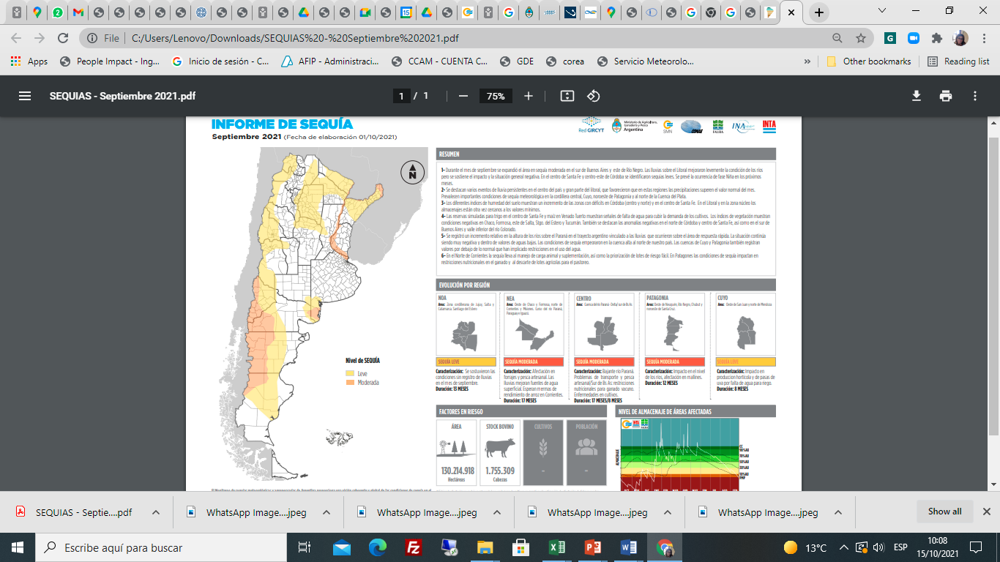 File
C:/Users/Lenovo/Downloads/SEQUIAS%20-%20Septiembre%202021.pdf
Apps
People Impact - Ing...
Inicio de sesión - C...
AFIP - Administraci...
CCAM - CUENTA C...
GDE
corea
Servicio Meteorolo...
»
Other bookmarks
Reading list
SEQUIAS - Septiembre 2021.pdf
1 / 1
75%
INFORME DE SEQUÍA
Septiembre 2021 (Fecha de elaboración 01/10/2021)
Red GIRCYT
Ministerio de Agricultura,
Ganadería y Pesca
Argentina
SMN
FAUBA
INA
INTA
N
Nivel de SEQUÍA
Leve
Moderada
RESUMEN
1- Durante el mes de septiembre se expandió el área en sequía moderada en el sur de Buenos Aires y este de Río Negro. Las lluvias sobre el Litoral mejoraron levemente la condición de los ríos
pero se sostiene el impacto y la situación general negativa. En el centro de Santa Fe y centro-este de Córdoba se identificaron sequías leves. Se prevé la ocurrencia de fase Niña en los próximos
meses.
2- Se destacan varios eventos de lluvia persistentes en el centro del país y gran parte del litoral, que favorecieron que en estas regiones las precipitaciones superen el valor normal del mes.
Prevalecen importantes condiciones de sequía meteorológica en la cordillera central, Cuyo, noroeste de Patagonia y al norte de la Cuenca del Plata.
3- Los diferentes índices de humedad del suelo muestran un incremento de las zonas con déficits en Córdoba (centro y norte) y en el centro de Santa Fe. En el Litoral y en la zona núcleo los
almacenajes están otra vez cercanos a los valores mínimos.
4- Las reservas simuladas para trigo en el centro de Santa Fe y maíz en Venado Tuerto muestran señales de falta de agua para cubrir la demanda de los cultivos. Los índices de vegetación muestran
condiciones negativas en Chaco, Formosa, este de Salta, Stgo. del Estero y Tucumán. También se destacan las anomalías negativas en el norte de Córdoba y centro de Santa Fe, así como en el sur de
Buenos Aires y valle inferior del río Colorado.
5- Se registró un incremento relativo en la altura de los ríos sobre el Paraná en el trayecto argentino vinculado a las lluvias que ocurrieron sobre el área de respuesta rápida. La situación continúa
siendo muy negativa y dentro de valores de aguas bajas. Las condiciones de sequía empeoraron en la cuenca alta al norte de nuestro país. Las cuencas de Cuyo y Patagonia también registran
valores por debajo de lo normal que han implicado restricciones en el uso del agua.
6- En el Norte de Corrientes la sequía lleva al manejo de carga animal y suplementación, así como la priorización de lotes de riesgo fácil. En Patagones las condiciones de sequía impactan en
restricciones nutricionales en el ganado y al descarte de lotes agrícolas para el pastoreo.
EVOLUCIÓN POR REGIÓN
NOA
Área: Zona cordillerana de Jujuy, Salta y
Catamarca. Santiago del Estero
SEQUÍA LEVE
Caracterización: Se sostuvieron las
condiciones sin registro de lluvias
en el mes de septiembre.
Duración: 13 MESES
NEA
Área: Oeste de Chaco y Formosa, norte de
Corrientes y Misiones. Curso del río Paraná,
Paraguay e Iguazú.
SEQUÍA MODERADA
Caracterización: Afectación en
forrajes y pesca artesanal. Las
lluvias mejoran fuentes de agua
superficial. Esperan mermas de
rendimiento de arroz en Corrientes.
Duración: 17 MESES
CENTRO
Área: Cuenca del río Paraná -Delta/ sur de Bs As.
SEQUÍA MODERADA
Caracterización: Bajante río Paraná.
Problemas de transporte y pesca
artesanal/Sur de Bs As: restricciones
nutricionales para ganado vacuno.
Enfermedades en cultivos.
Duración: 17 MESES/8 MESES
PATAGONIA
Área: Oeste de Neuquén, Río Negro, Chubut y
noroeste de Santa Cruz.
SEQUÍA MODERADA
Caracterización: Impacto en el nivel
de los ríos, afectación en mallines.
Duración: 12 MESES
CUYO
Área: Oeste de San Juan y norte de Mendoza
SEQUÍA LEVE
Caracterización: Impacto en
produccion hortícola y de pasas de
uva por falta de agua para riego.
Duración: 8 MESES
FACTORES EN RIESGO
ÁREA
130.214.918
Hectáreas
STOCK BOVINO
1.755.309
Cabezas
CULTIVOS
-
POBLACIÓN
-
NIVEL DE ALMACENAJE DE ÁREAS AFECTADAS
ALMACENAJE
SEQUIAS - Septie....pdf
WhatsApp Image....jpeg
WhatsApp Image....jpeg
WhatsApp Image....jpeg
WhatsApp Image....jpeg
Show all
Escribe aquí para buscar
13°C
ESP
10:08
15/10/2021